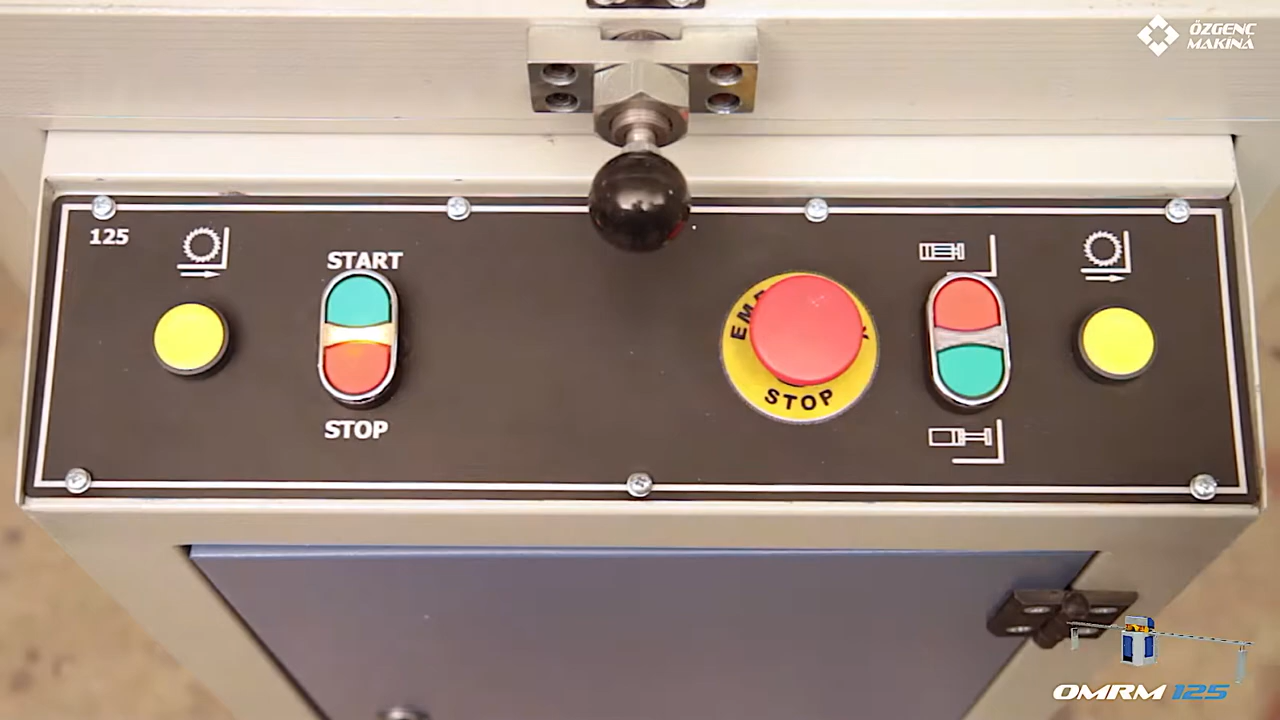 ÖZGENÇ
MAKİNA
125
START
STOP
STOP
OMRM 125